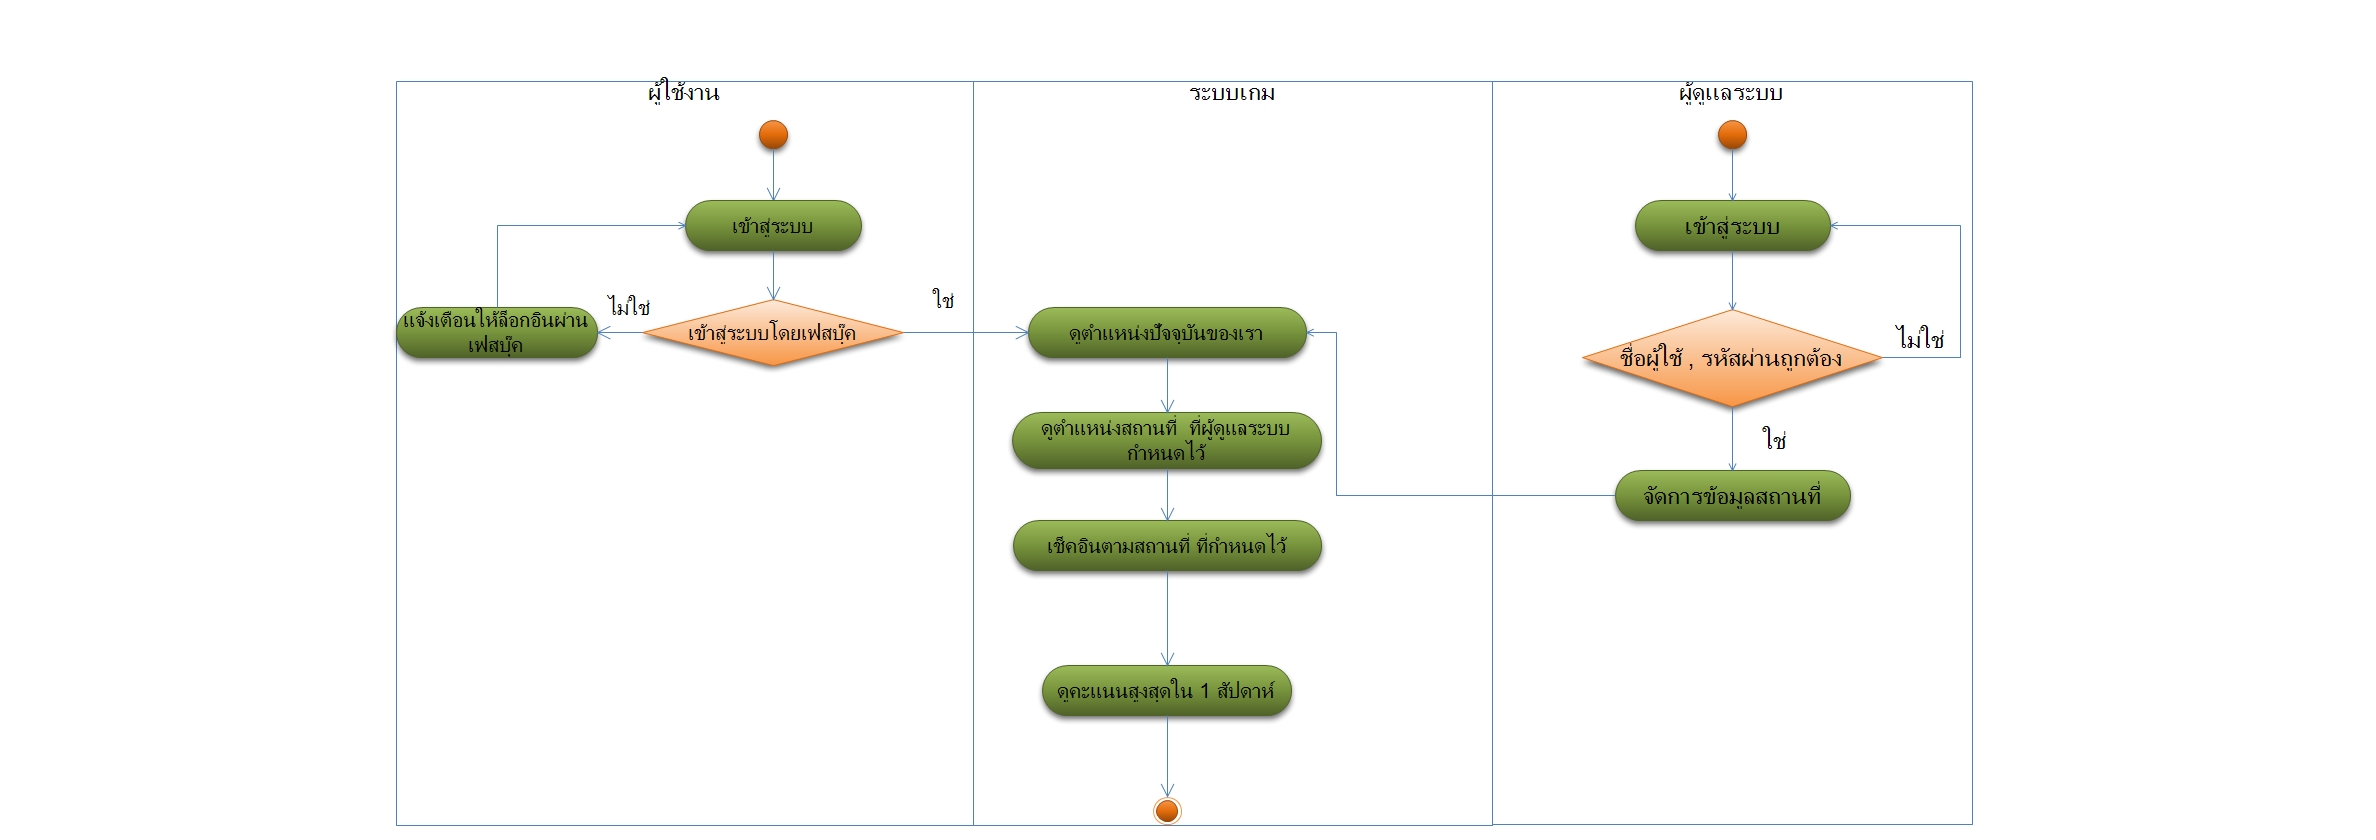 ผู้ใช้งาน
ระบบเกม
ผู้ดูแลระบบ
เข้าสู่ระบบ
เข้าสู่ระบบ
ไม่ใช่
ใช่
แจ้งเตือนให้ล็อกอินผ่าน
เฟสบุ๊ค
เข้าสู่ระบบโดยเฟสบุ๊ค
ดูตำแหน่งปัจจุบันของเรา
ชื่อผู้ใช้ , รหัสผ่านถูกต้อง
ไม่ใช่
ดูตำแหน่งสถานที่ ที่ผู้ดูแลระบบ
กำหนดไว้
ใช่
จัดการข้อมูลสถานที่
เช็คอินตามสถานที่ ที่กำหนดไว้
ดูคะแนนสูงสุดใน 1 สัปดาห์